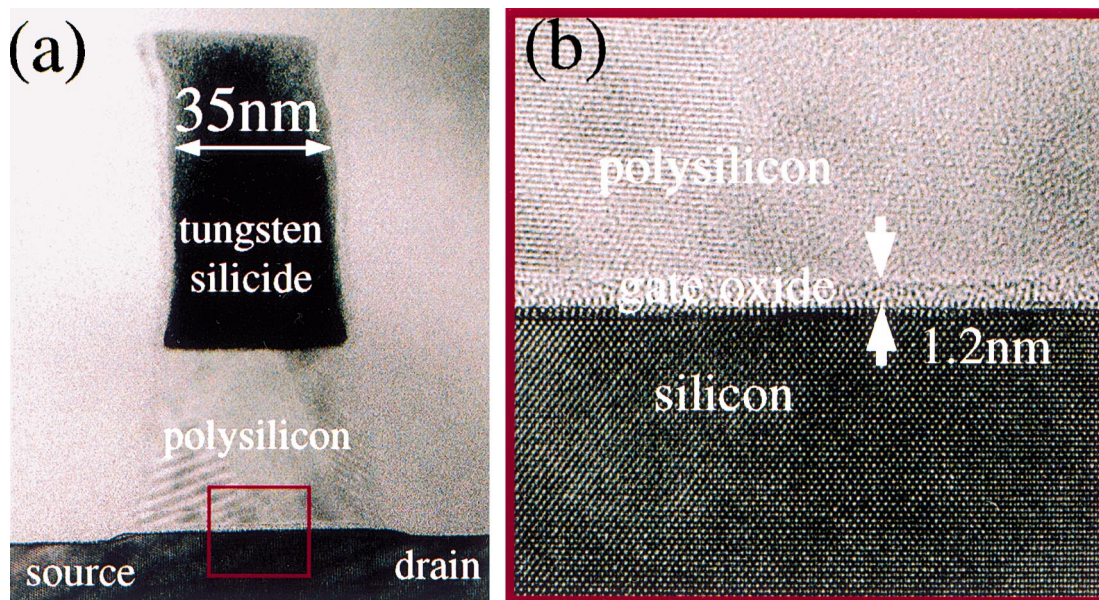 (a)
35nm
tungsten
silicide
polysilicon
source
drain
(b)
polysilicon
gate oxide
1.2nm
silicon